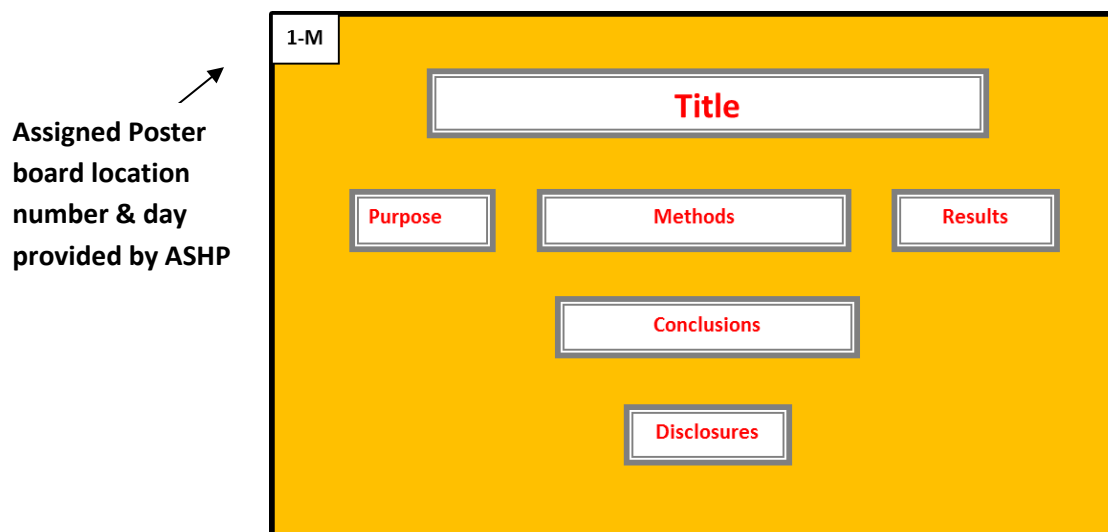 1-M
Title
Assigned Poster
board location
number & day
provided by ASHP
Purpose
Methods
Results
Conclusions
Disclosures